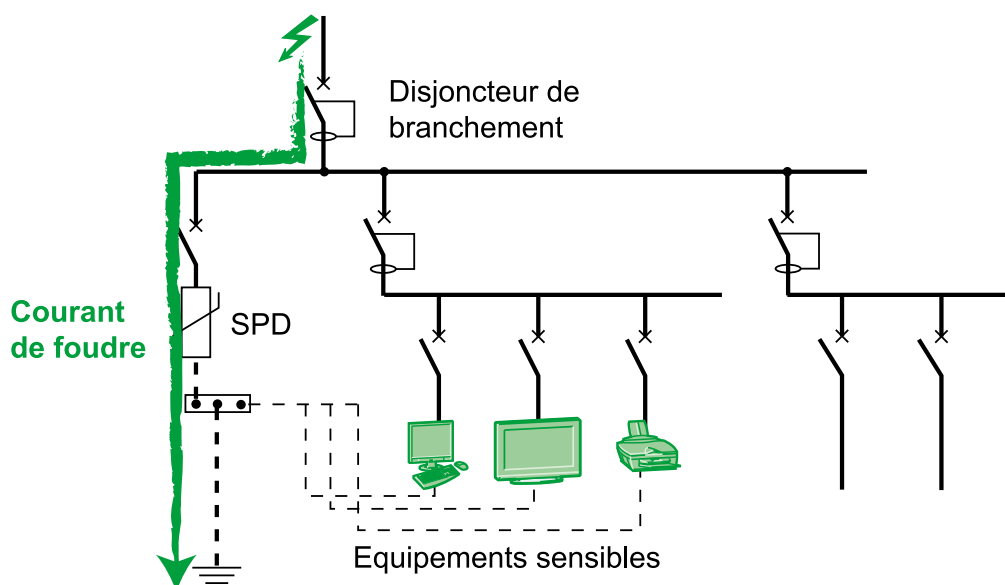 Disjoncteur de
branchement
Courant
de foudre
SPD
Equipements sensibles